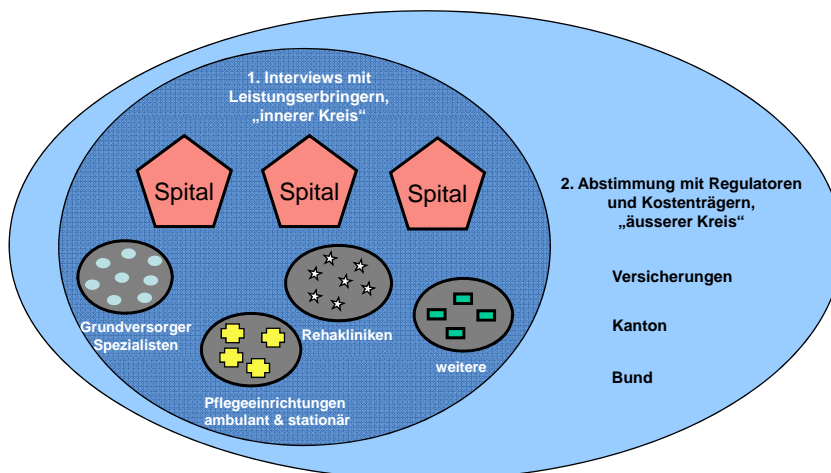 1. Interviews mit
Leistungserbringern,
„innerer Kreis“
Spital
Spital
Spital
2. Abstimmung mit Regulatoren
und Kostenträgern,
„äusserer Kreis“
Versicherungen
Kanton
Bund
Grundversorger
Spezialisten
Rehakliniken
weitere
Pflegeeinrichtungen
ambulant & stationär